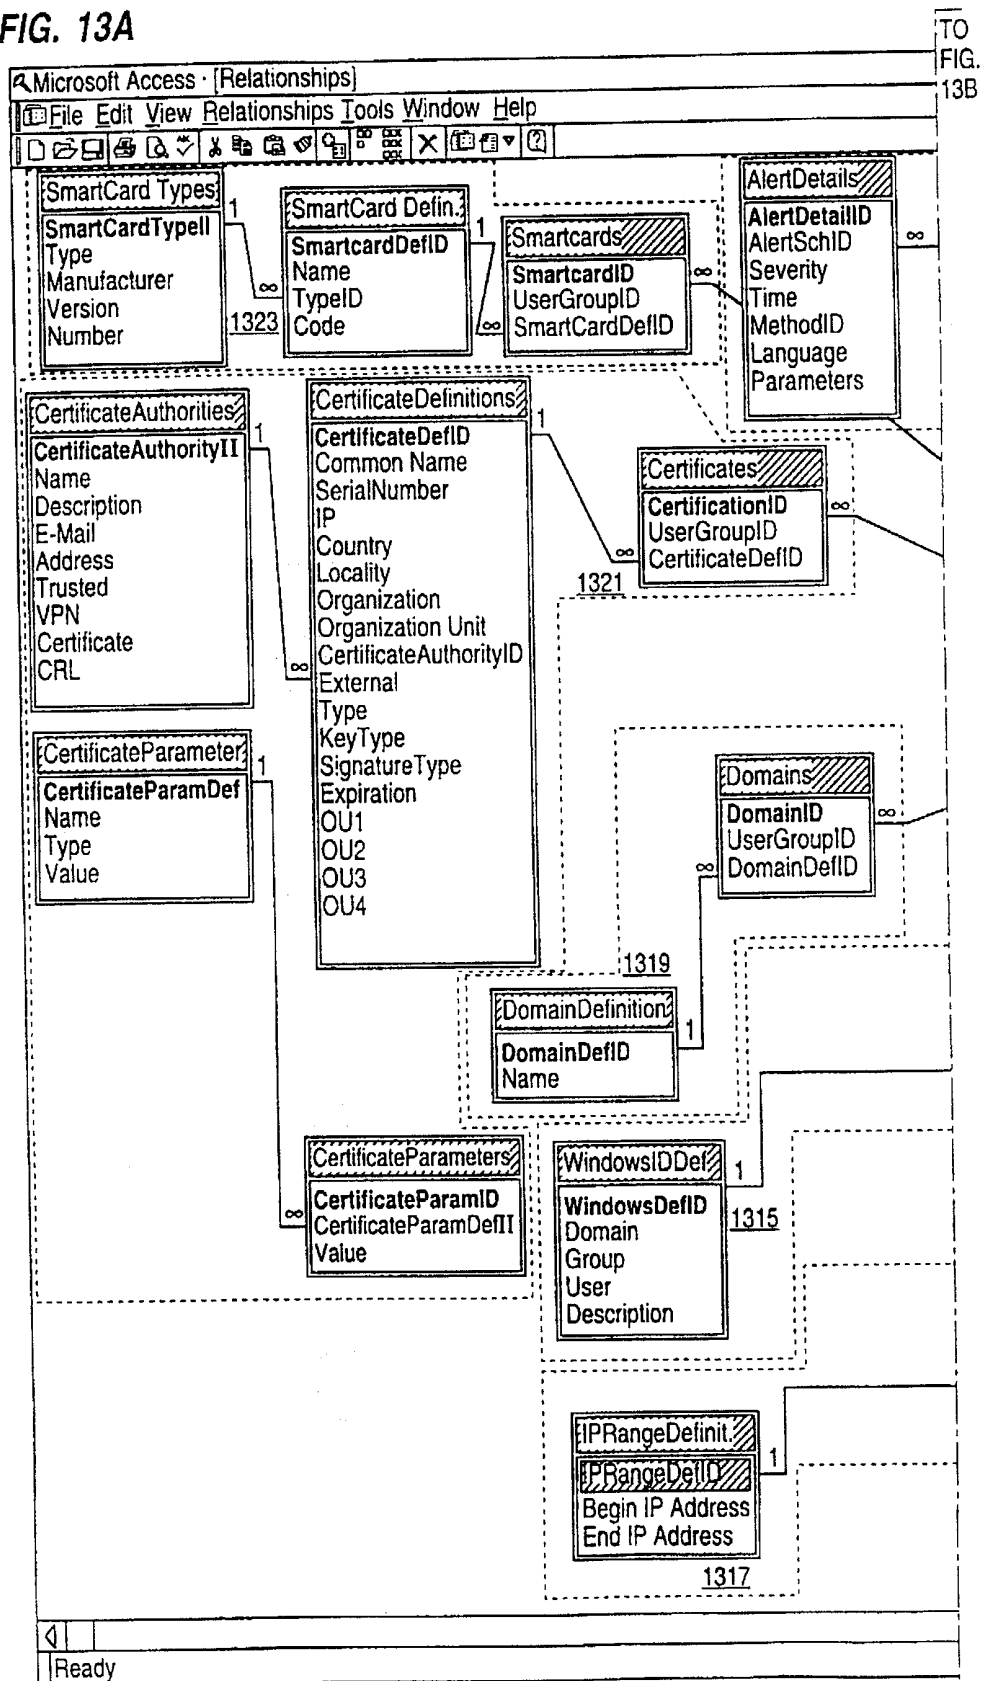 FIG. 13A
TO
FIG.
13B
Microsoft Access · [Relationships]
File Edit View Relationships Tools Window Help
SmartCard Types
SmartCardTypeII
Type
Manufacturer
Version
Number
1
∞
1323
SmartCard Defin.
SmartcardDefID
Name
TypeID
Code
1
∞
Smartcards
SmartcardID
UserGroupID
SmartCardDefID
∞
AlertDetails
AlertDetailID
AlertSchID
Severity
Time
MethodID
Language
Parameters
∞
CertificateAuthorities
CertificateAuthorityII
Name
Description
E-Mail
Address
Trusted
VPN
Certificate
CRL
1
∞
CertificateDefinitions
CertificateDefID
Common Name
SerialNumber
IP
Country
Locality
Organization
Organization Unit
CertificateAuthorityID
External
Type
KeyType
SignatureType
Expiration
OU1
OU2
OU3
OU4
1
∞
Certificates
CertificationID
UserGroupID
CertificateDefID
∞
1321
CertificateParameter
CertificateParamDef
Name
Type
Value
1
∞
Domains
DomainID
UserGroupID
DomainDefID
∞
∞
1319
DomainDefinition
DomainDefID
Name
1
CertificateParameters
CertificateParamID
CertificateParamDefII
Value
WindowsIDDef
WindowsDefID
Domain
Group
User
Description
1
1315
IPRangeDefinit.
IPRangeDefID
Begin IP Address
End IP Address
1
1317
Ready